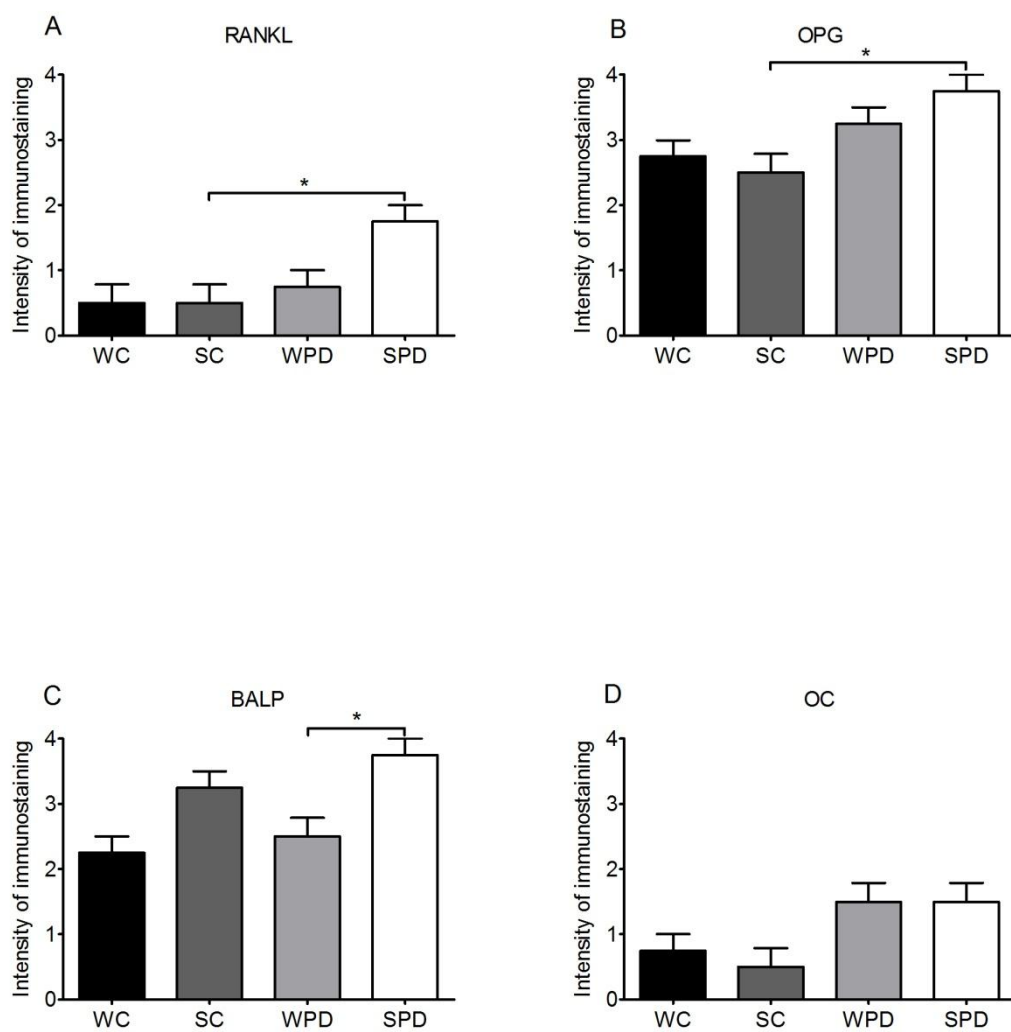 A
RANKL
Intensity of immunostaining
4
3
2
1
0
*
WC SC WPD SPD
B
OPG
Intensity of immunostaining
4
3
2
1
0
*
WC SC WPD SPD
C
BALP
Intensity of immunostaining
4
3
2
1
0
*
WC SC WPD SPD
D
OC
Intensity of immunostaining
4
3
2
1
0
WC SC WPD SPD